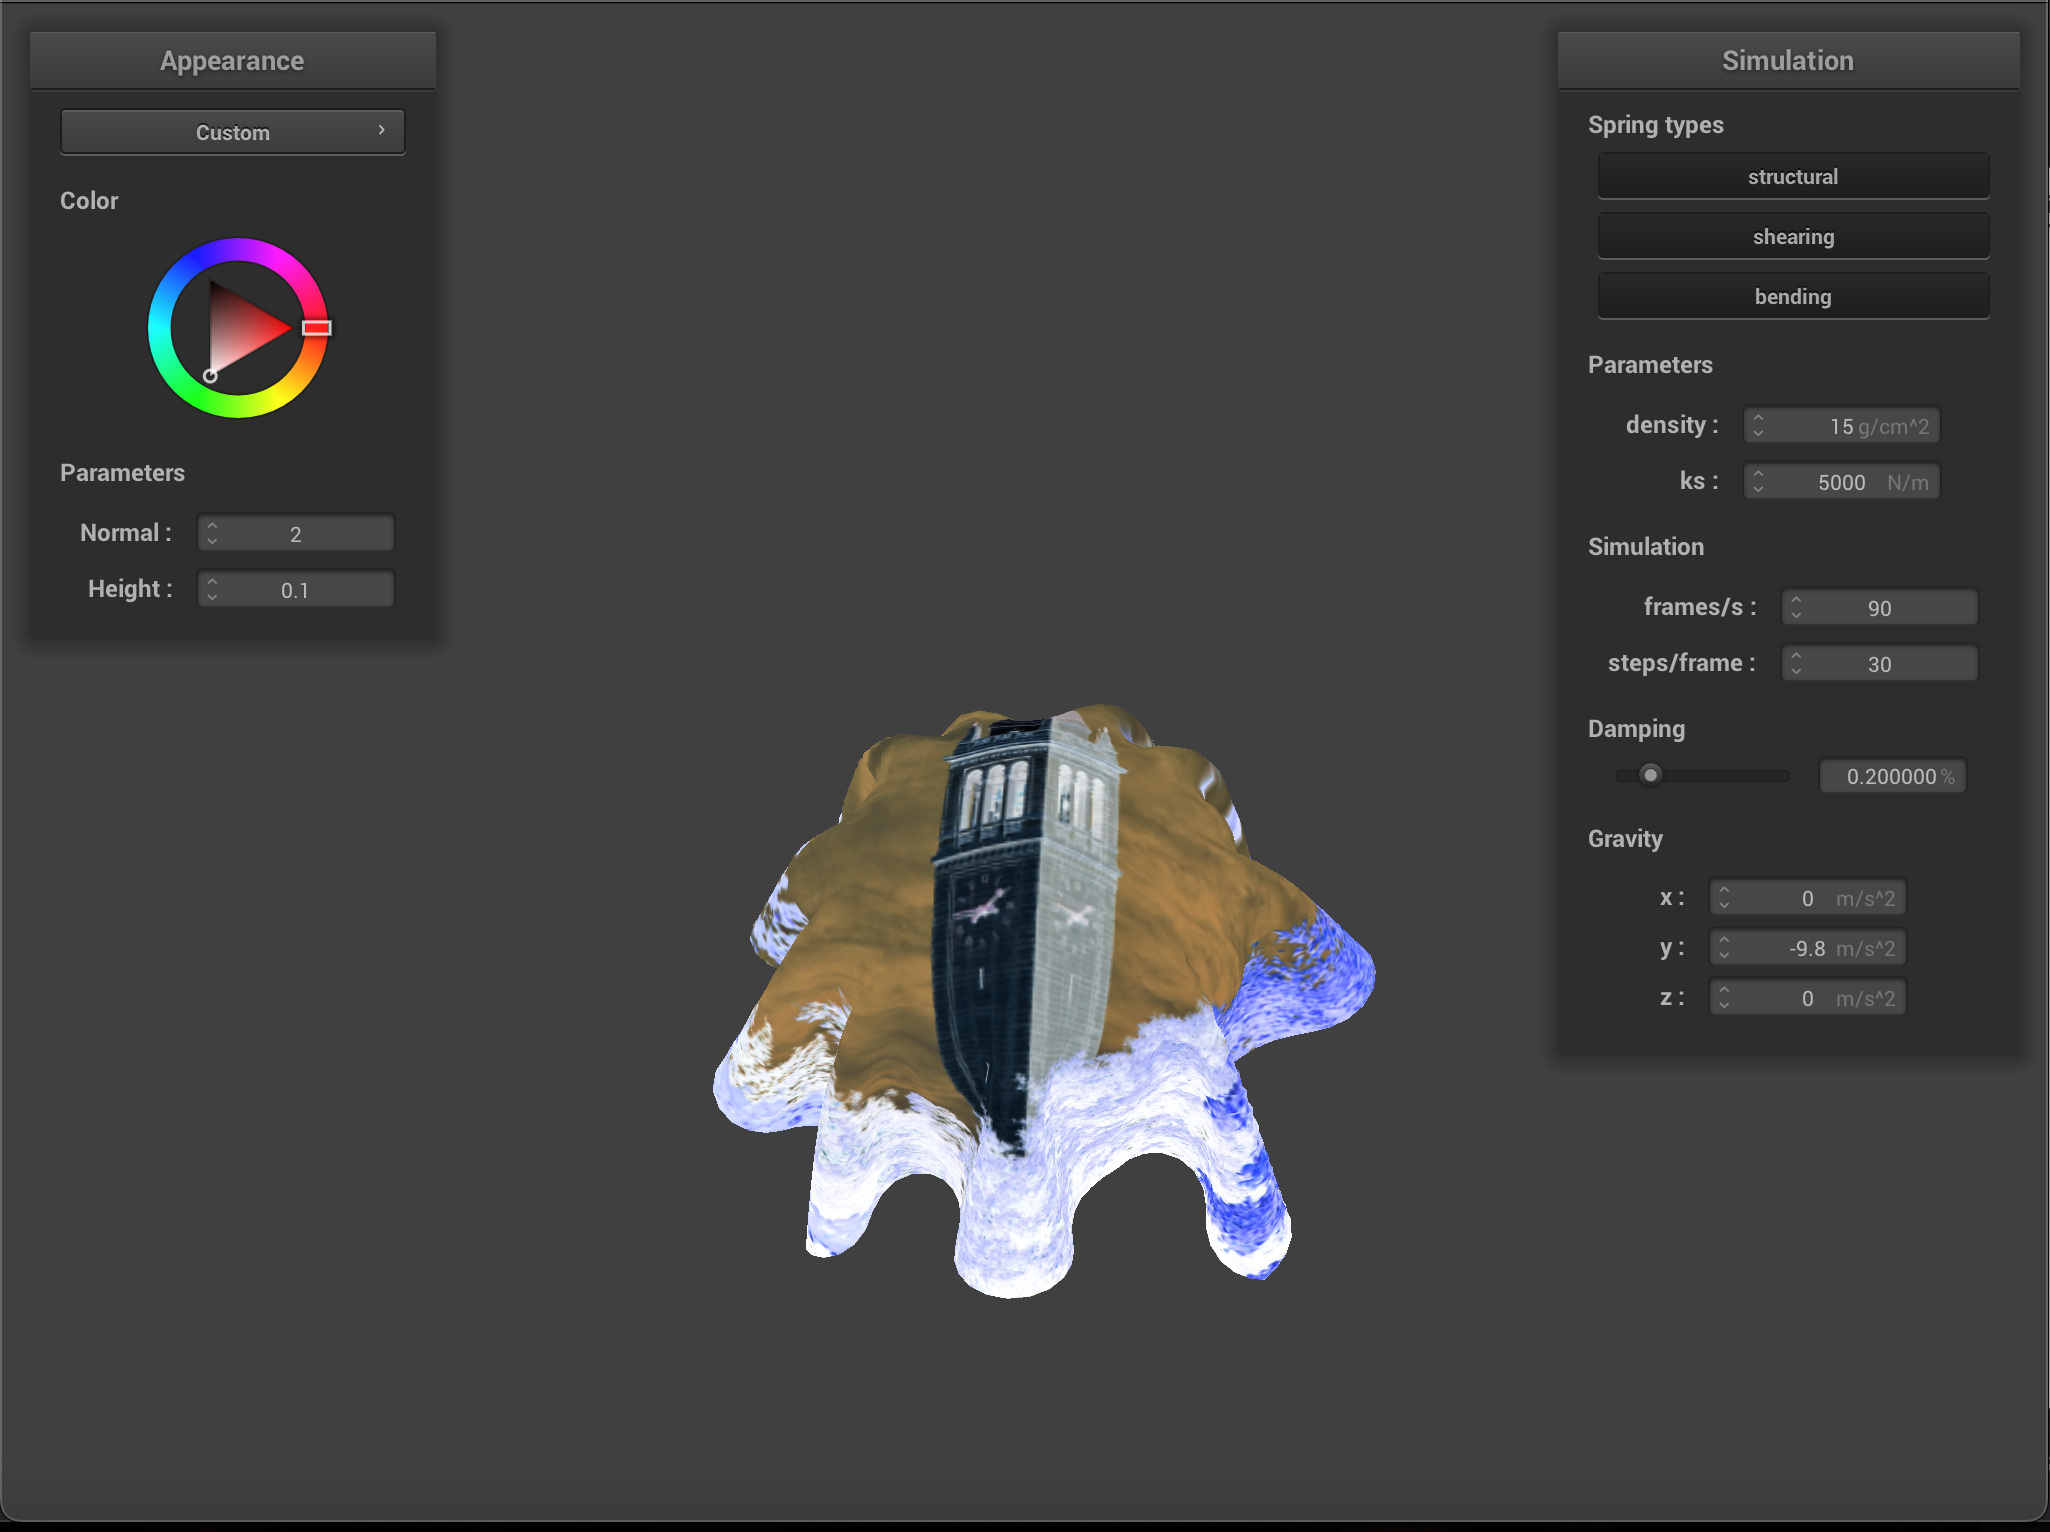 Appearance
Custom
Color
Parameters
Normal : 2
Height : 0.1
Simulation
Spring types
structural
shearing
bending
Parameters
density : 15 g/cm^2
ks : 5000 N/m
Simulation
frames/s : 90
steps/frame : 30
Damping
0.200000 %
Gravity
x : 0 m/s^2
y : -9.8 m/s^2
z : 0 m/s^2